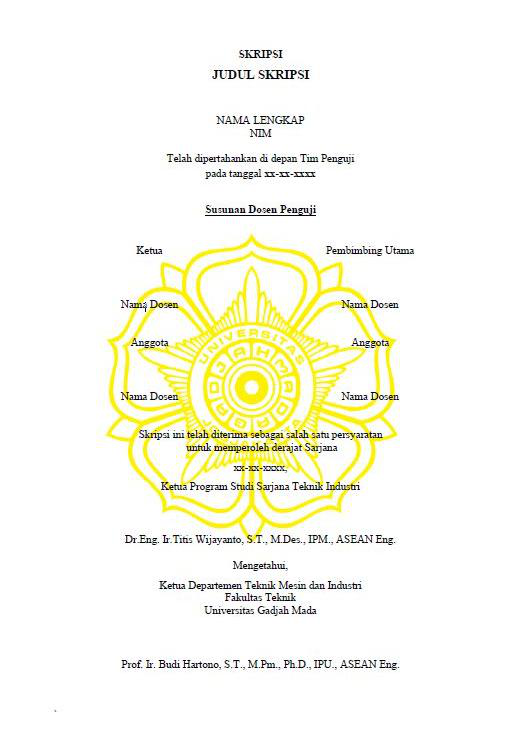 SKRIPSI
JUDUL SKRIPSI
NAMA LENGKAP
NIM
Telah dipertahankan di depan Tim Penguji
pada tanggal xx-xx-xxxx
Susunan Dosen Penguji
Ketua Pembimbing Utama
Nama Dosen Nama Dosen
UNIVERSITAS
Anggota Anggota
GADJAH MADA
Nama Dosen Nama Dosen
Skripsi ini telah diterima sebagai salah satu persyaratan
untuk memperoleh derajat Sarjana
xx-xx-xxxx,
Ketua Program Studi Sarjana Teknik Industri
Dr.Eng. Ir.Titis Wijayanto, S.T., M.Des., IPM., ASEAN Eng.
Mengetahui,
Ketua Departemen Teknik Mesin dan Industri
Fakultas Teknik
Universitas Gadjah Mada
Prof. Ir. Budi Hartono, S.T., M.Pm., Ph.D., IPU., ASEAN Eng.